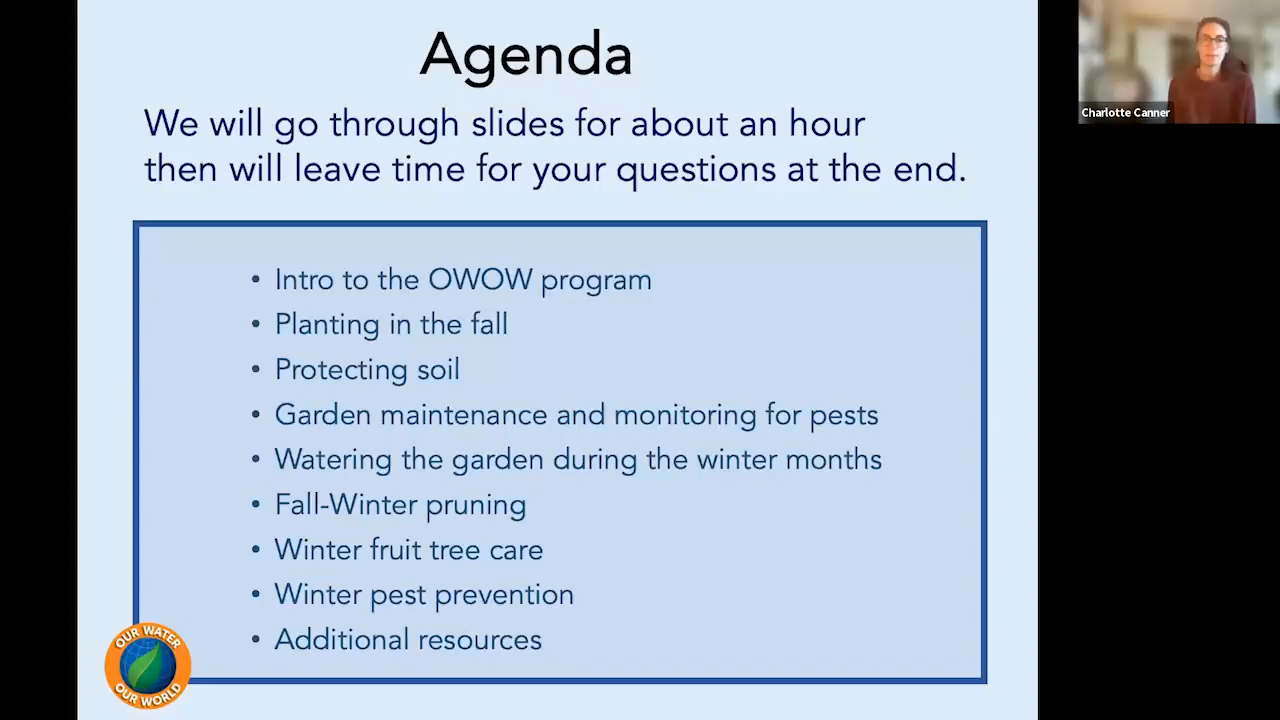 Agenda
We will go through slides for about an hour
then will leave time for your questions at the end.
• Intro to the OWOW program
• Planting in the fall
• Protecting soil
• Garden maintenance and monitoring for pests
• Watering the garden during the winter months
• Fall-Winter pruning
• Winter fruit tree care
• Winter pest prevention
• Additional resources
OUR WATER
OUR WORLD
Charlotte Canner